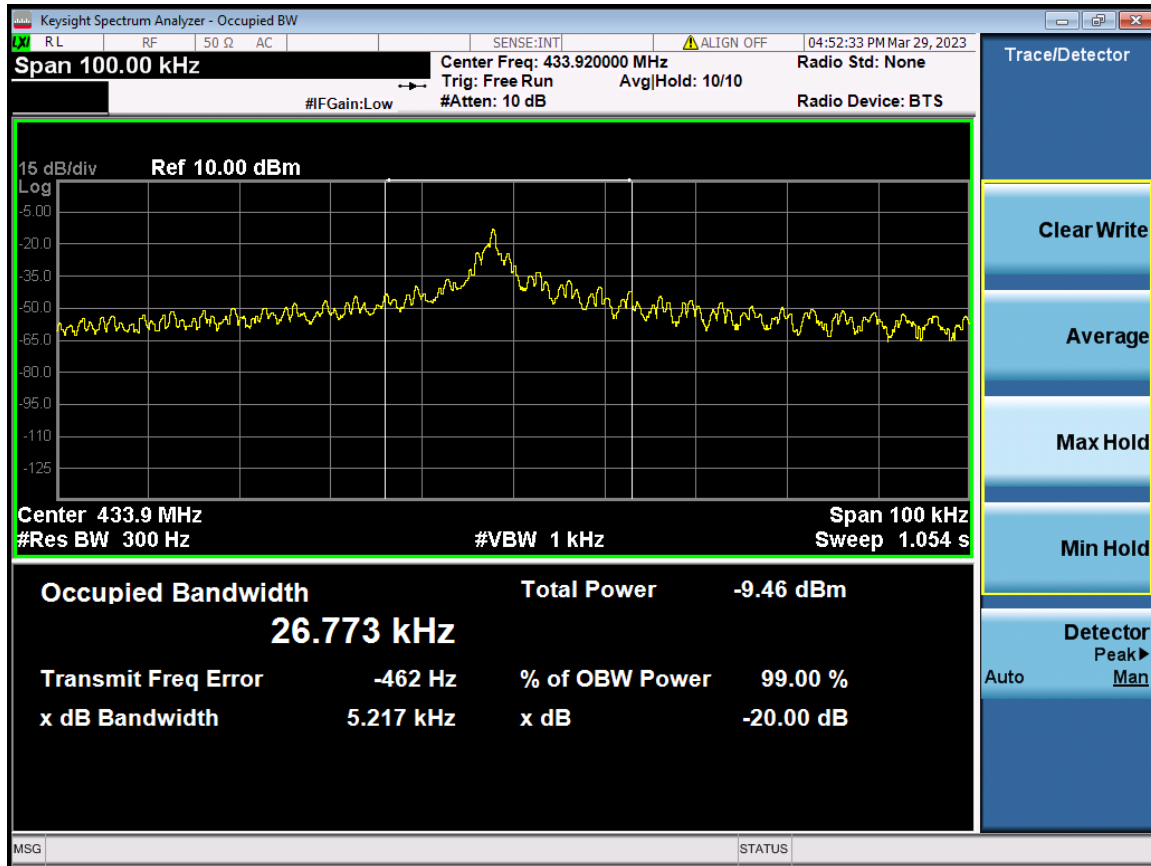 Keysight Spectrum Analyzer - Occupied BW
LXI RL RF 50 Ω AC SENSE:INT ALIGN OFF 04:52:33 PM Mar 29, 2023
Span 100.00 kHz
Center Freq: 433.920000 MHz Radio Std: None
Trig: Free Run Avg|Hold: 10/10
#IFGain:Low #Atten: 10 dB Radio Device: BTS
Trace/Detector
15 dB/div Ref 10.00 dBm
Log
-5.00
-20.0
-35.0
-50.0
-65.0
-80.0
-95.0
-110
-125
Center 433.9 MHz Span 100 kHz
#Res BW 300 Hz #VBW 1 kHz Sweep 1.054 s
Occupied Bandwidth Total Power -9.46 dBm
26.773 kHz
Transmit Freq Error -462 Hz % of OBW Power 99.00 %
x dB Bandwidth 5.217 kHz x dB -20.00 dB
Clear Write
Average
Max Hold
Min Hold
Detector
Peak▶
Auto Man
MSG STATUS